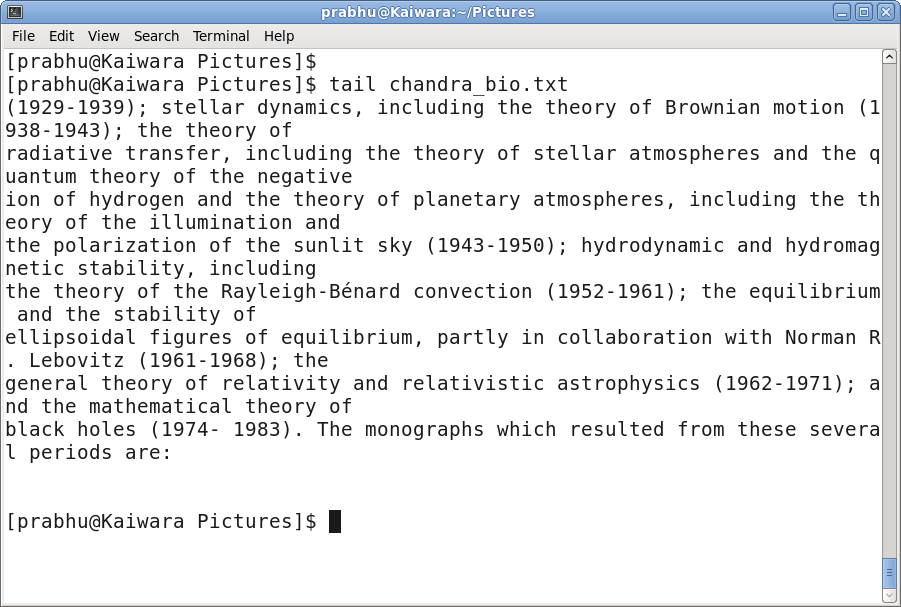 prabhu@Kaiwara:~/Pictures
File Edit View Search Terminal Help
[prabhu@Kaiwara Pictures]$
[prabhu@Kaiwara Pictures]$ tail chandra_bio.txt
(1929-1939); stellar dynamics, including the theory of Brownian motion (1
938-1943); the theory of
radiative transfer, including the theory of stellar atmospheres and the q
uantum theory of the negative
ion of hydrogen and the theory of planetary atmospheres, including the th
eory of the illumination and
the polarization of the sunlit sky (1943-1950); hydrodynamic and hydromag
netic stability, including
the theory of the Rayleigh-Bénard convection (1952-1961); the equilibrium
 and the stability of
ellipsoidal figures of equilibrium, partly in collaboration with Norman R
. Lebovitz (1961-1968); the
general theory of relativity and relativistic astrophysics (1962-1971); a
nd the mathematical theory of
black holes (1974- 1983). The monographs which resulted from these severa
l periods are:
[prabhu@Kaiwara Pictures]$